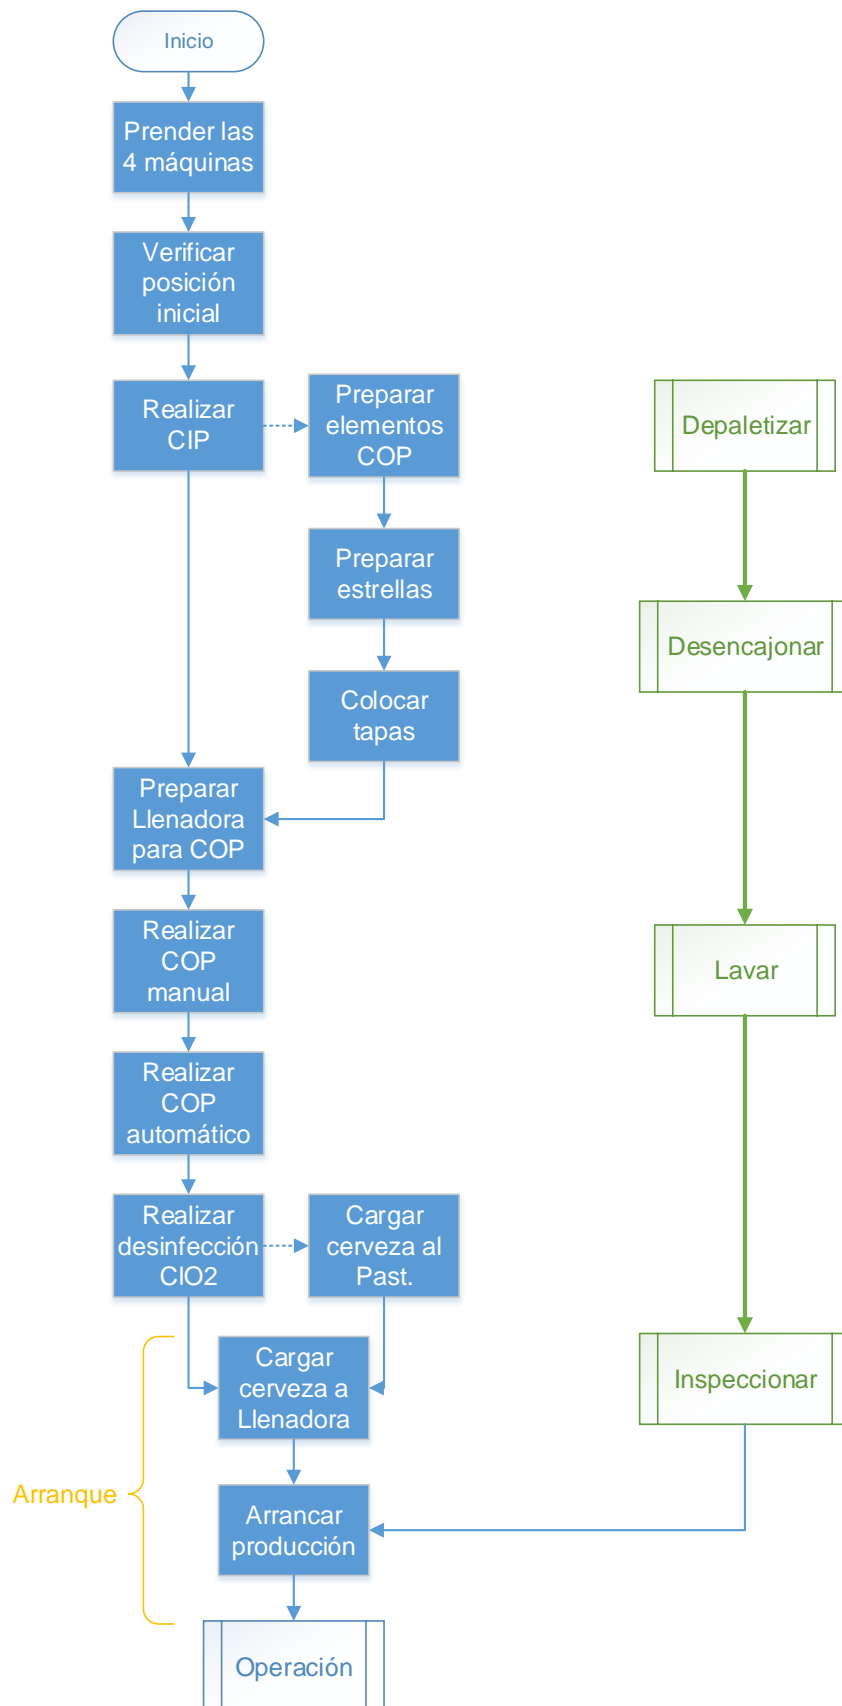 Inicio
Prender las
4 máquinas
Verificar
posición
inicial
Realizar
CIP
Preparar
elementos
COP
Depaletizar
Preparar
estrellas
Desencajonar
Colocar
tapas
Preparar
Llenadora
para COP
Realizar
COP
manual
Lavar
Realizar
COP
automático
Realizar
desinfección
ClO2
Cargar
cerveza al
Past.
Cargar
cerveza a
Llenadora
Inspeccionar
Arranque
Arrancar
producción
Operación